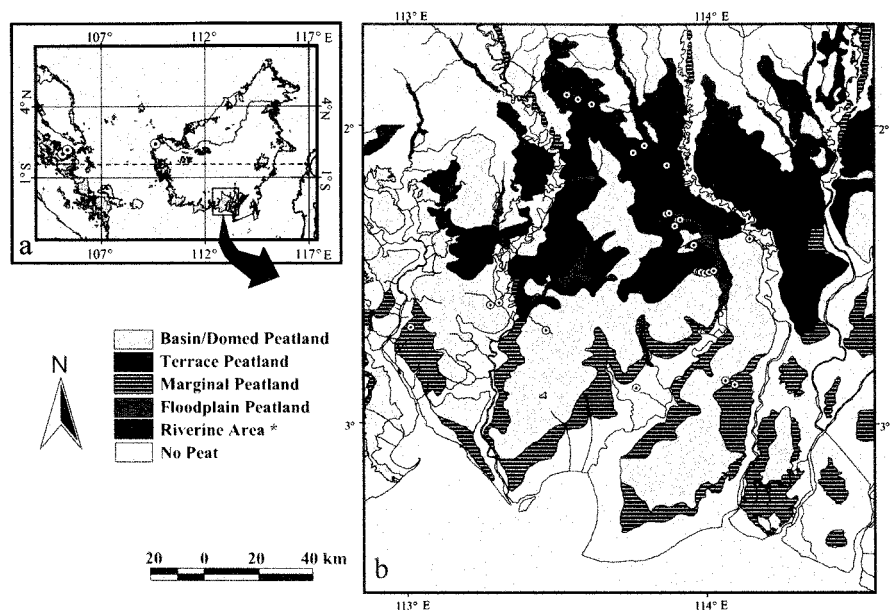 107° 112° 117°E
4°N 4°N
1°S 1°S
a
107° 112° 117°E
113°E 114°E
2° 2°
3° 3°
b
113°E 114°E
Basin/Domed Peatland
Terrace Peatland
Marginal Peatland
Floodplain Peatland
Riverine Area *
No Peat
N
20 0 20 40 km